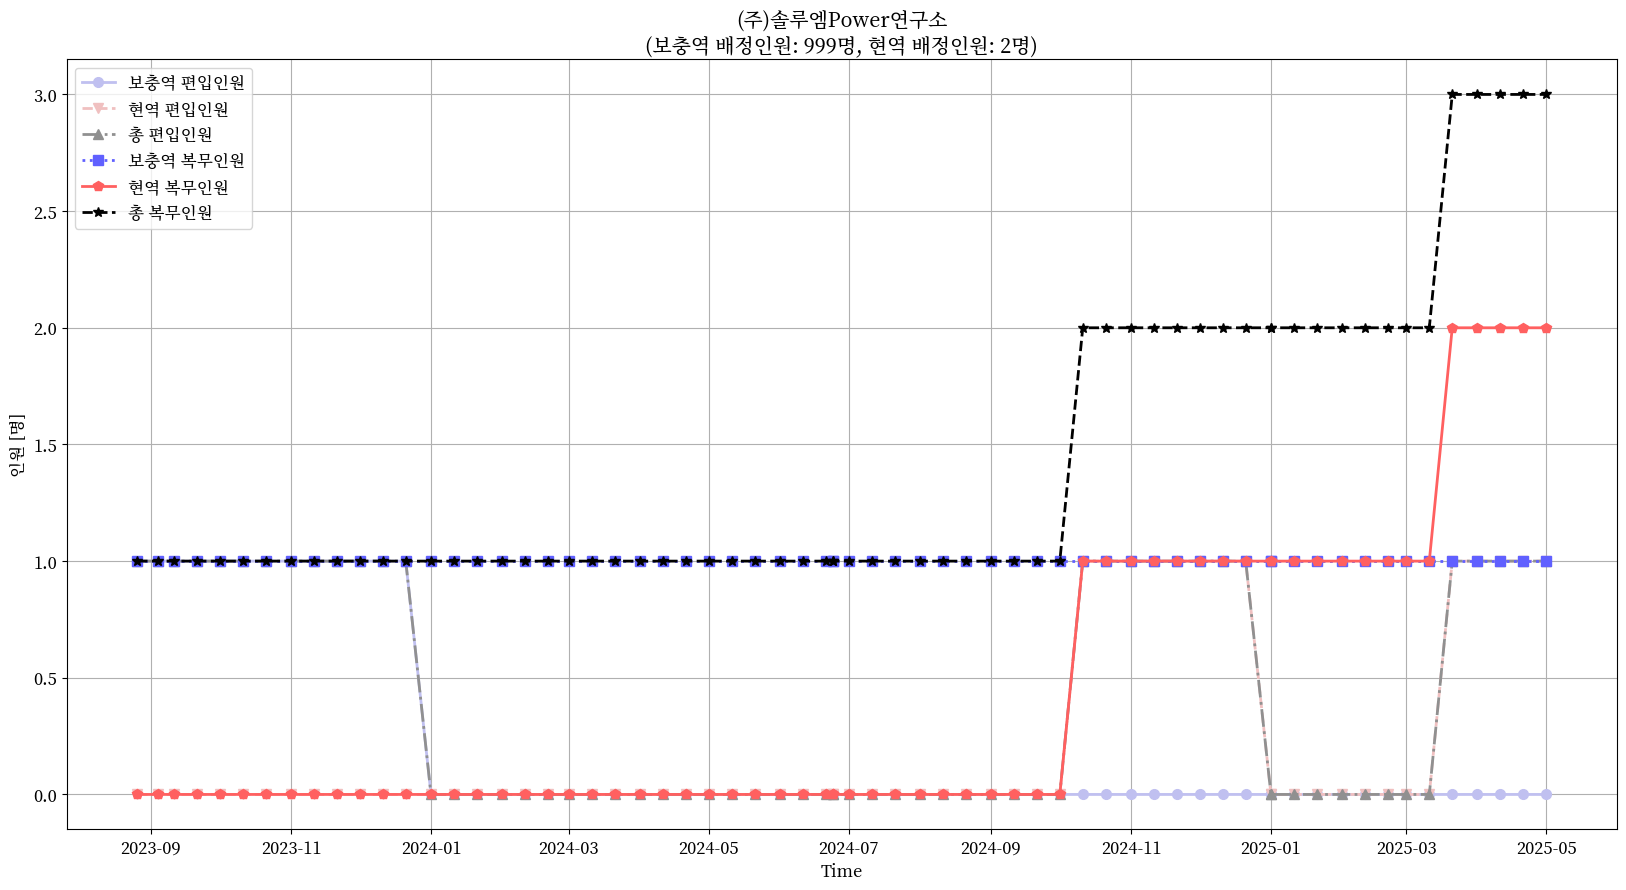 (주)솔루엠Power연구소
(보충역 배정인원: 999명, 현역 배정인원: 2명)
보충역 편입인원
현역 편입인원
총 편입인원
보충역 복무인원
현역 복무인원
총 복무인원
3.0
2.5
2.0
1.5
1.0
0.5
0.0
인원 [명]
2023-09 2023-11 2024-01 2024-03 2024-05 2024-07 2024-09 2024-11 2025-01 2025-03 2025-05
Time